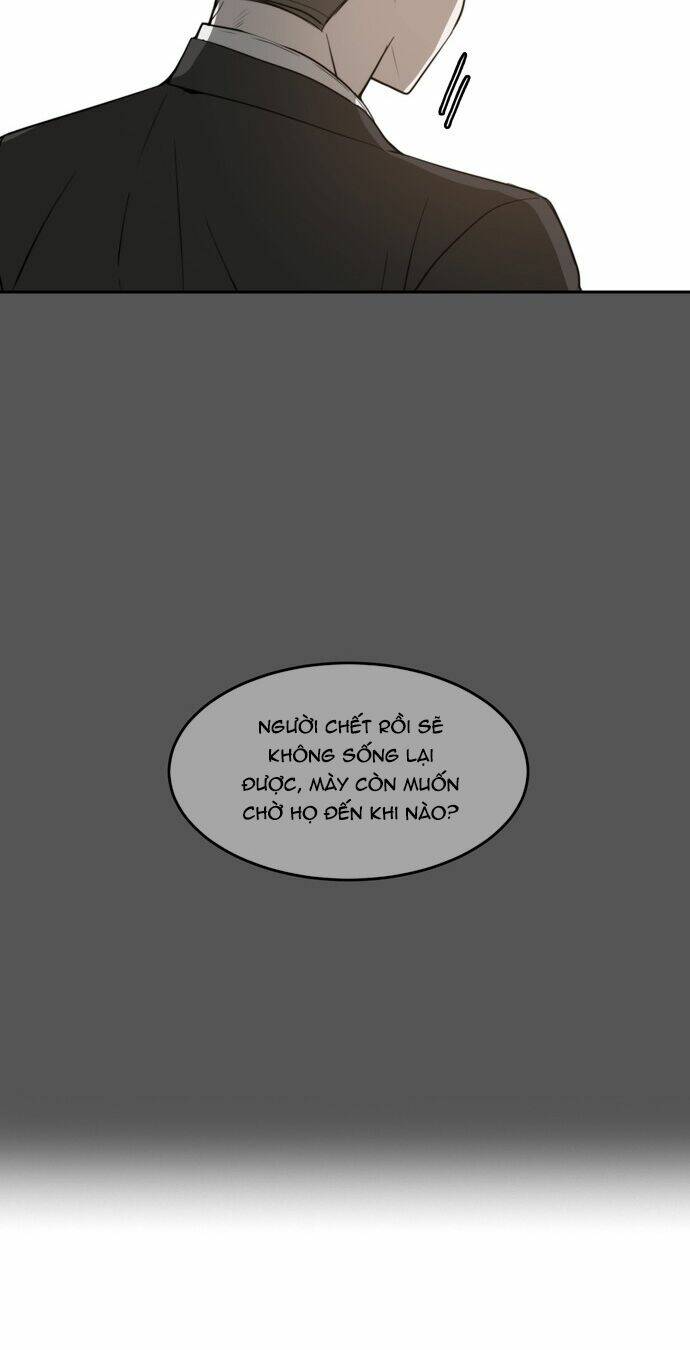 NGƯỜI CHẾT RỒI SẼ
KHÔNG SỐNG LẠI
ĐƯỢC, MÀY CÒN MUỐN
CHỜ HỌ ĐẾN KHI NÀO?